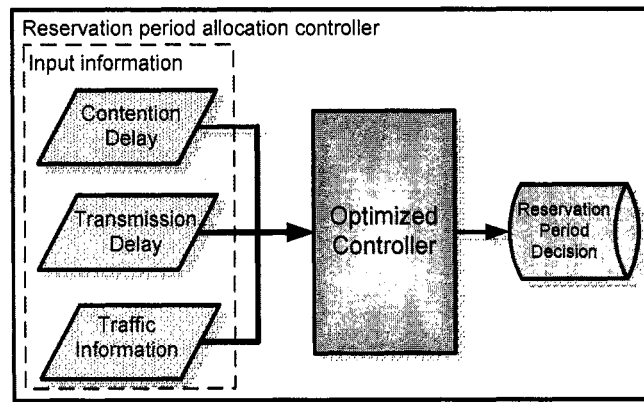 Reservation period allocation controller
Input information
Contention
Delay
Transmission
Delay
Traffic
Information
Optimized
Controller
Reservation
Period
Decision